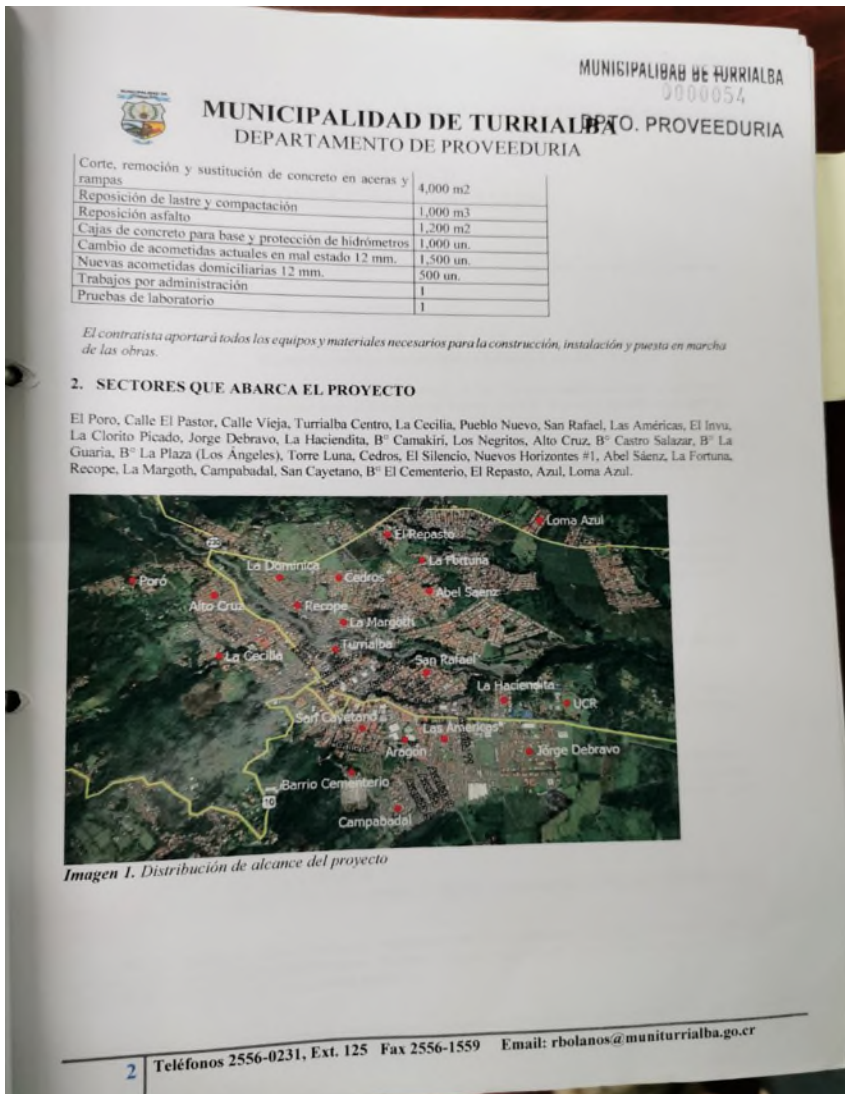 MUNICIPALIDAD DE TURRIALBA
0000054
DPTO. PROVEEDURIA
MUNICIPALIDAD DE TURRIALBA
DEPARTAMENTO DE PROVEEDURIA
Corte, remoción y sustitución de concreto en aceras y rampas 4,000 m2
Reposición de lastre y compactación 1,000 m3
Reposición asfalto 1,200 m2
Cajas de concreto para base y protección de hidrómetros 1,000 un.
Cambio de acometidas actuales en mal estado 12 mm. 1,500 un.
Nuevas acometidas domiciliarias 12 mm. 500 un.
Trabajos por administración 1
Pruebas de laboratorio 1
El contratista aportará todos los equipos y materiales necesarios para la construcción, instalación y puesta en marcha
de las obras.
2. SECTORES QUE ABARCA EL PROYECTO
El Poro, Calle El Pastor, Calle Vieja, Turrialba Centro, La Cecilia, Pueblo Nuevo, San Rafael, Las Américas, El Invu,
La Clorito Picado, Jorge Debravo, La Haciendita, B° Camakiri, Los Negritos, Alto Cruz, B° Castro Salazar, B° La
Guaria, B° La Plaza (Los Ángeles), Torre Luna, Cedros, El Silencio, Nuevos Horizontes #1, Abel Sáenz, La Fortuna,
Recope, La Margoth, Campabadal, San Cayetano, B° El Cementerio, El Repasto, Azul, Loma Azul.
Loma Azul
El Repasto
La Fortuna
La Dominica
Cedros
Poró
Abel Saenz
Alto Cruz
Recope
La Margoth
Turrialba
La Cecilia
San Rafael
La Haciendita
UCR
San Cayetano
Las Americas
Aragón
Jorge Debravo
Barrio Cementerio
10
Campabadal
Imagen 1. Distribución de alcance del proyecto
2 Teléfonos 2556-0231, Ext. 125 Fax 2556-1559 Email: rbolanos@muniturrialba.go.cr